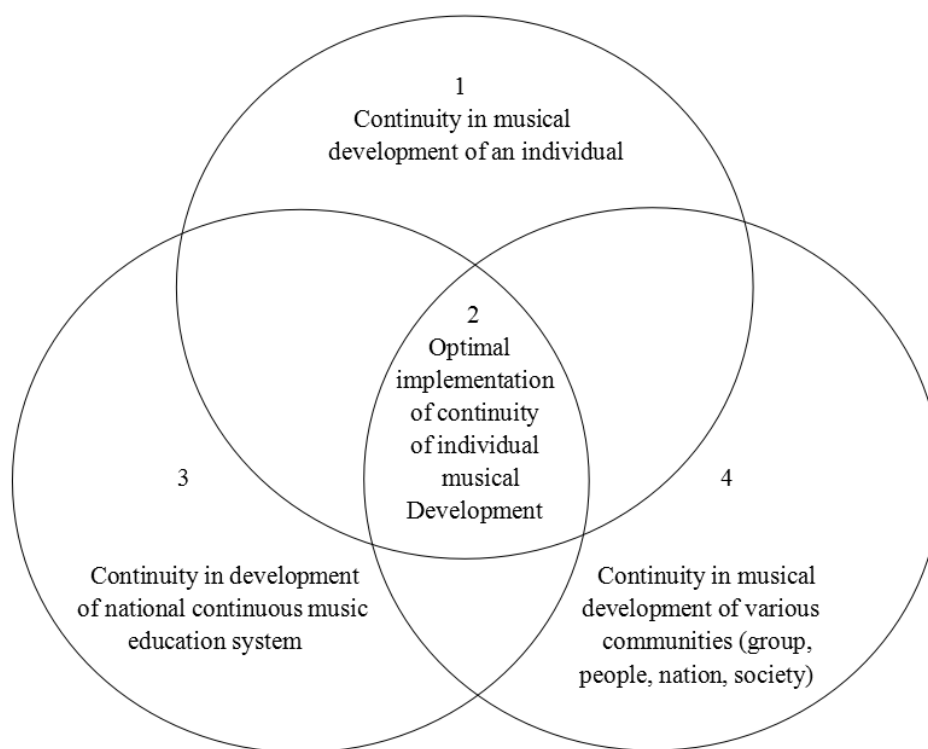 1
Continuity in musical
development of an individual
2
Optimal
implementation
of continuity
of individual
musical
Development
3
Continuity in development
of national continuous music
education system
4
Continuity in musical
development of various
communities (group,
people, nation, society)